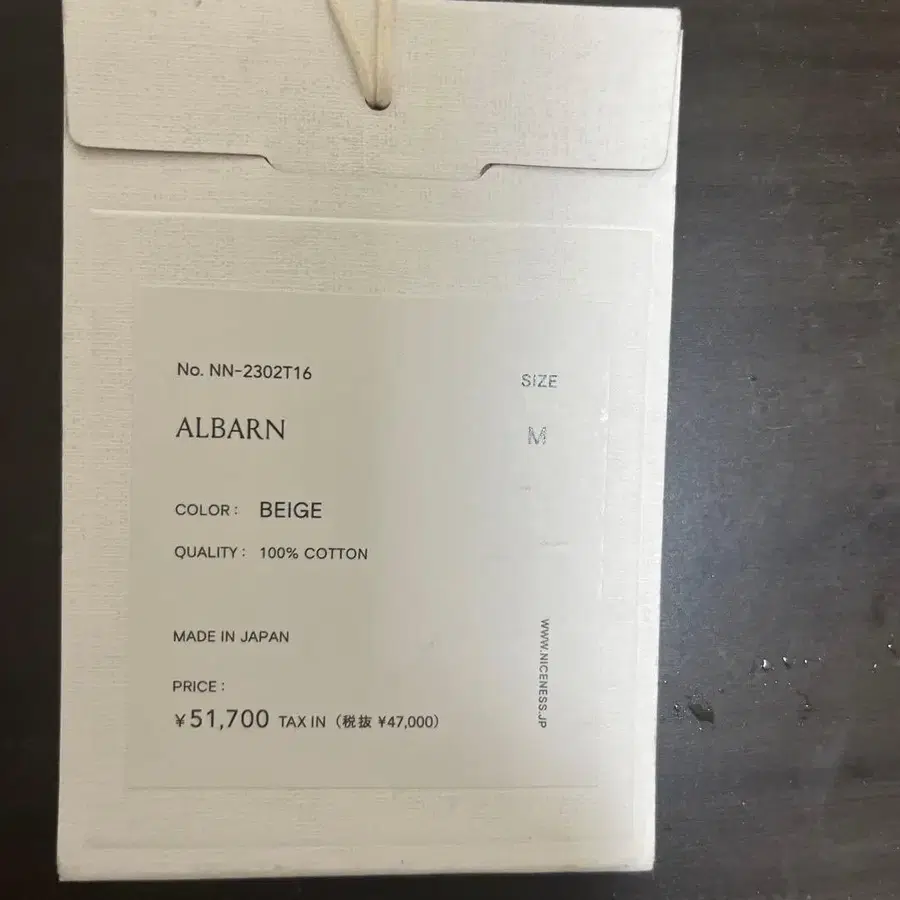 No. NN-2302T16
SIZE
ALBARN
M
COLOR : BEIGE
QUALITY : 100% COTTON
MADE IN JAPAN
PRICE :
¥51,700 TAX IN (税抜 ¥47,000)
WWW.NICENESS.JP